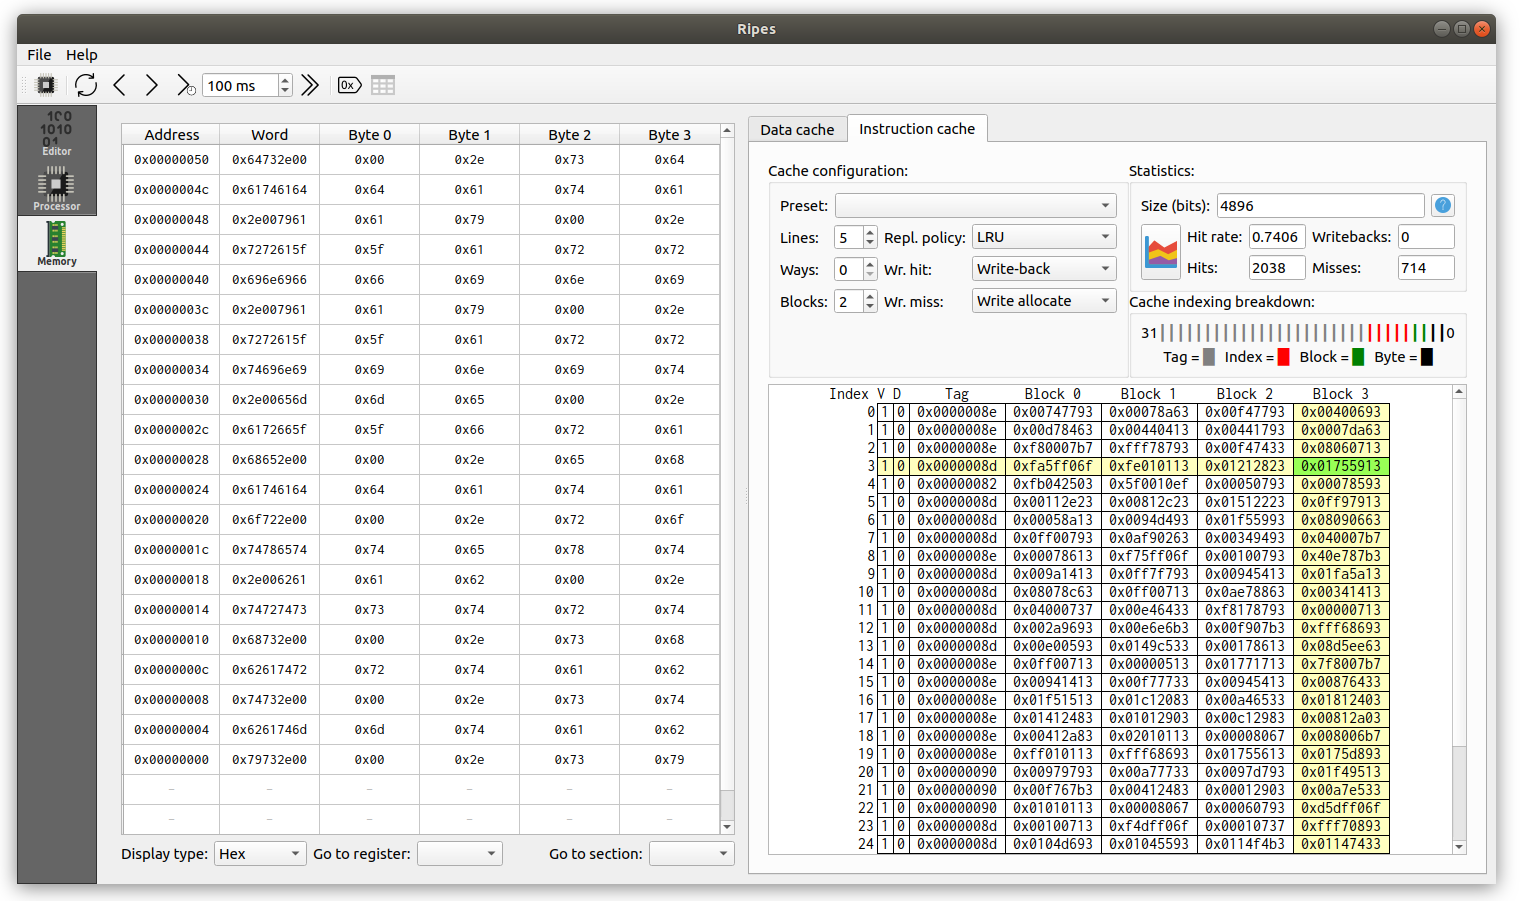 Ripes
File Help
100 ms 0x
100
1010
01
Editor
Processor
Memory
Address Word Byte 0 Byte 1 Byte 2 Byte 3
0x00000050 0x64732e00 0x00 0x2e 0x73 0x64
0x0000004c 0x61746164 0x64 0x61 0x74 0x61
0x00000048 0x2e007961 0x61 0x79 0x00 0x2e
0x00000044 0x7272615f 0x5f 0x61 0x72 0x72
0x00000040 0x696e6966 0x66 0x69 0x6e 0x69
0x0000003c 0x2e007961 0x61 0x79 0x00 0x2e
0x00000038 0x7272615f 0x5f 0x61 0x72 0x72
0x00000034 0x74696e69 0x69 0x6e 0x69 0x74
0x00000030 0x2e00656d 0x6d 0x65 0x00 0x2e
0x0000002c 0x6172665f 0x5f 0x66 0x72 0x61
0x00000028 0x68652e00 0x00 0x2e 0x65 0x68
0x00000024 0x61746164 0x64 0x61 0x74 0x61
0x00000020 0x6f722e00 0x00 0x2e 0x72 0x6f
0x0000001c 0x74786574 0x74 0x65 0x78 0x74
0x00000018 0x2e006261 0x61 0x62 0x00 0x2e
0x00000014 0x74727473 0x73 0x74 0x72 0x74
0x00000010 0x68732e00 0x00 0x2e 0x73 0x68
0x0000000c 0x62617472 0x72 0x74 0x61 0x62
0x00000008 0x74732e00 0x00 0x2e 0x73 0x74
0x00000004 0x6261746d 0x6d 0x74 0x61 0x62
0x00000000 0x79732e00 0x00 0x2e 0x73 0x79
- - - - - -
- - - - - -
Display type: Hex Go to register: Go to section:
Data cache Instruction cache
Cache configuration:
Preset:
Lines: 5 Repl. policy: LRU
Ways: 0 Wr. hit: Write-back
Blocks: 2 Wr. miss: Write allocate
Statistics:
Size (bits): 4896 ?
Hit rate: 0.7406 Writebacks: 0
Hits: 2038 Misses: 714
Cache indexing breakdown:
31 0
Tag = Index = Block = Byte =
Index V D Tag Block 0 Block 1 Block 2 Block 3
0 1 0 0x0000008e 0x00747793 0x00078a63 0x00f47793 0x00400693
1 1 0 0x0000008e 0x00d78463 0x00440413 0x00441793 0x0007da63
2 1 0 0x0000008e 0xf80007b7 0xfff78793 0x00f47433 0x08060713
3 1 0 0x0000008d 0xfa5ff06f 0xfe010113 0x01212823 0x01755913
4 1 0 0x00000082 0xfb042503 0x5f0010ef 0x00050793 0x00078593
5 1 0 0x0000008d 0x00112e23 0x00812c23 0x01512223 0x0ff97913
6 1 0 0x0000008d 0x00058a13 0x0094d493 0x01f55993 0x08090663
7 1 0 0x0000008d 0x0ff00793 0x0af90263 0x00349493 0x040007b7
8 1 0 0x0000008e 0x00078613 0xf75ff06f 0x00100793 0x40e787b3
9 1 0 0x0000008d 0x009a1413 0x0ff7f793 0x00945413 0x01fa5a13
10 1 0 0x0000008d 0x08078c63 0x0ff00713 0x0ae78863 0x00341413
11 1 0 0x0000008d 0x04000737 0x00e46433 0xf8178793 0x00000713
12 1 0 0x0000008d 0x002a9693 0x00e6e6b3 0x00f907b3 0xfff68693
13 1 0 0x0000008d 0x00e00593 0x0149c533 0x00178613 0x08d5ee63
14 1 0 0x0000008e 0x0ff00713 0x00000513 0x01771713 0x7f8007b7
15 1 0 0x0000008e 0x00941413 0x00f77733 0x00945413 0x00876433
16 1 0 0x0000008e 0x01f51513 0x01c12083 0x00a46533 0x01812403
17 1 0 0x0000008e 0x01412483 0x01012903 0x00c12983 0x00812a03
18 1 0 0x0000008e 0x00412a83 0x02010113 0x00008067 0x008006b7
19 1 0 0x0000008e 0xff010113 0xfff68693 0x01755613 0x0175d893
20 1 0 0x00000090 0x00979793 0x00a77733 0x0097d793 0x01f49513
21 1 0 0x00000090 0x00f767b3 0x00412483 0x00012903 0x00a7e533
22 1 0 0x00000090 0x01010113 0x00008067 0x00060793 0xd5dff06f
23 1 0 0x0000008d 0x00100713 0xf4dff06f 0x00010737 0xfff70893
24 1 0 0x0000008d 0x0104d693 0x01045593 0x0114f4b3 0x01147433